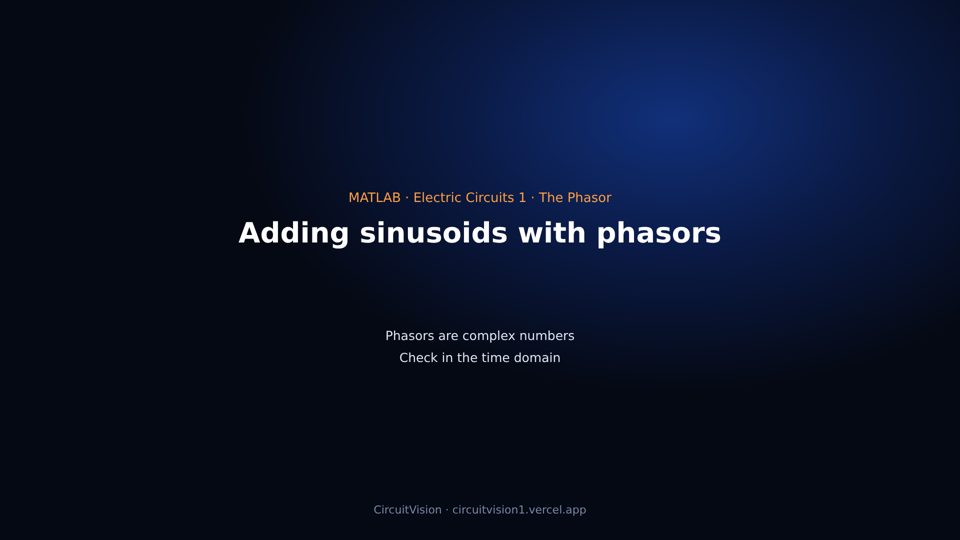 MATLAB · Electric Circuits 1 · The Phasor
Adding sinusoids with phasors
Phasors are complex numbers
Check in the time domain
CircuitVision · circuitvision1.vercel.app